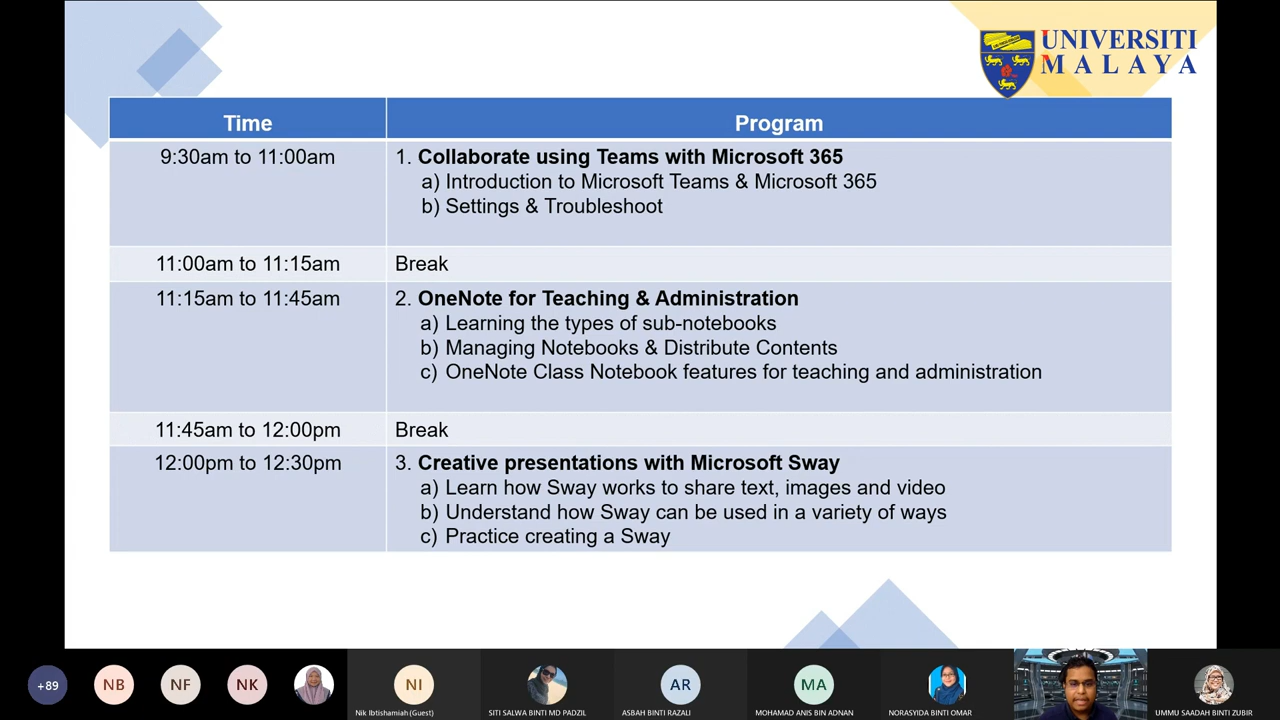 UNIVERSITI
MALAYA
Time Program
9:30am to 11:00am 1. Collaborate using Teams with Microsoft 365
a) Introduction to Microsoft Teams & Microsoft 365
b) Settings & Troubleshoot
11:00am to 11:15am Break
11:15am to 11:45am 2. OneNote for Teaching & Administration
a) Learning the types of sub-notebooks
b) Managing Notebooks & Distribute Contents
c) OneNote Class Notebook features for teaching and administration
11:45am to 12:00pm Break
12:00pm to 12:30pm 3. Creative presentations with Microsoft Sway
a) Learn how Sway works to share text, images and video
b) Understand how Sway can be used in a variety of ways
c) Practice creating a Sway
+89 NB NF NK NI AR MA
Nik Ibtishamiah (Guest) SITI SALWA BINTI MD PADZIL ASBAH BINTI RAZALI MOHAMAD ANIS BIN ADNAN NORASYIDA BINTI OMAR UMMU SAADAH BINTI ZUBIR